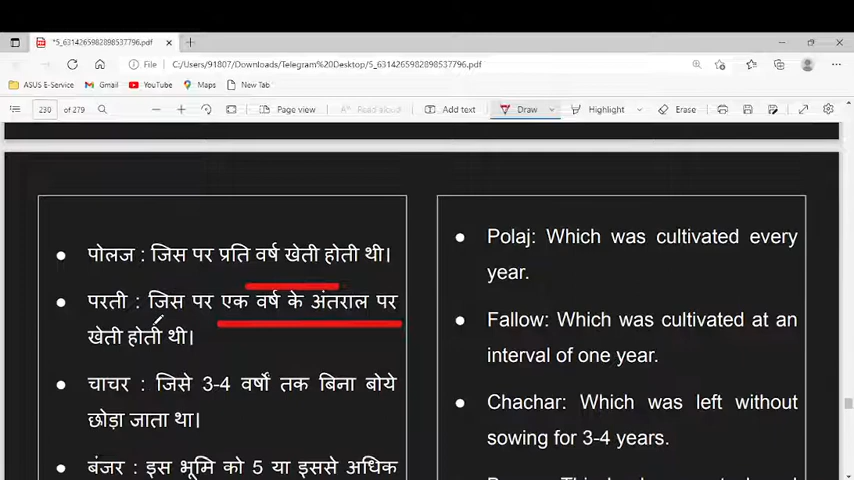 *5_6314265982898537796.pdf
File
C:/Users/91807/Downloads/Telegram%20Desktop/5_6314265982898537796.pdf
ASUS E-Service
Gmail
YouTube
Maps
New Tab
230
of 279
Page view
Read aloud
Add text
Draw
Highlight
Erase
पोलज : जिस पर प्रति वर्ष खेती होती थी।
परती : जिस पर एक वर्ष के अंतराल पर
खेती होती थी।
चाचर : जिसे 3-4 वर्षों तक बिना बोये
छोड़ा जाता था।
बंजर : इस भूमि को 5 या इससे अधिक
Polaj: Which was cultivated every
year.
Fallow: Which was cultivated at an
interval of one year.
Chachar: Which was left without
sowing for 3-4 years.